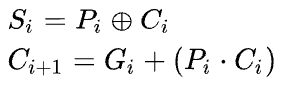 S_i = P_i ⊕ C_i
C_{i+1} = G_i + (P_i · C_i)